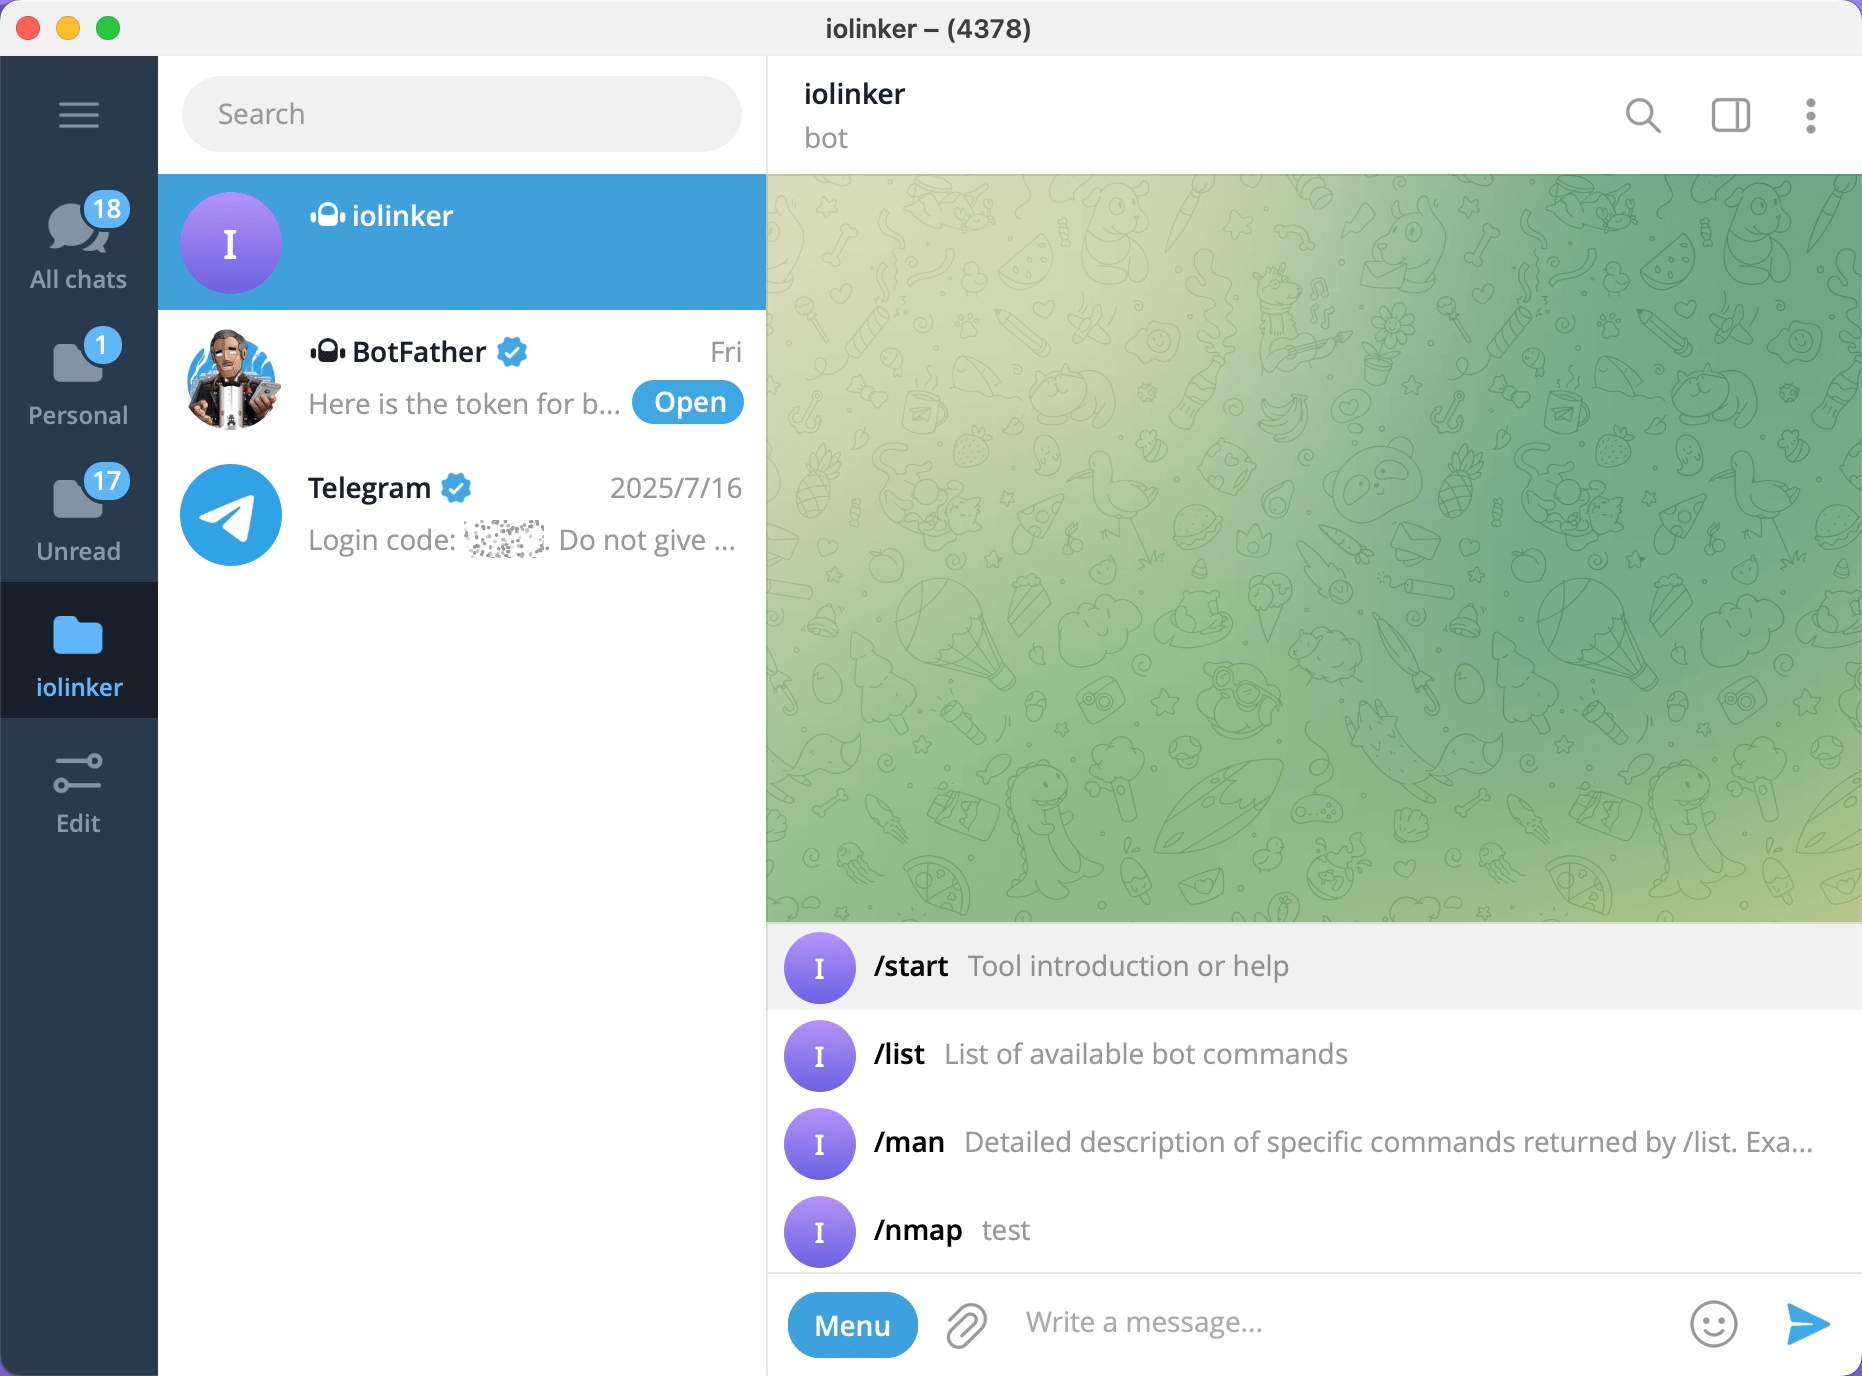 iolinker – (4378)
Search
iolinker
bot
18
All chats
1
Personal
17
Unread
iolinker
Edit
I
iolinker
BotFather
Fri
Here is the token for b...
Open
Telegram
2025/7/16
Login code: . Do not give ...
I
/start Tool introduction or help
I
/list List of available bot commands
I
/man Detailed description of specific commands returned by /list. Exa...
I
/nmap test
Menu
Write a message...